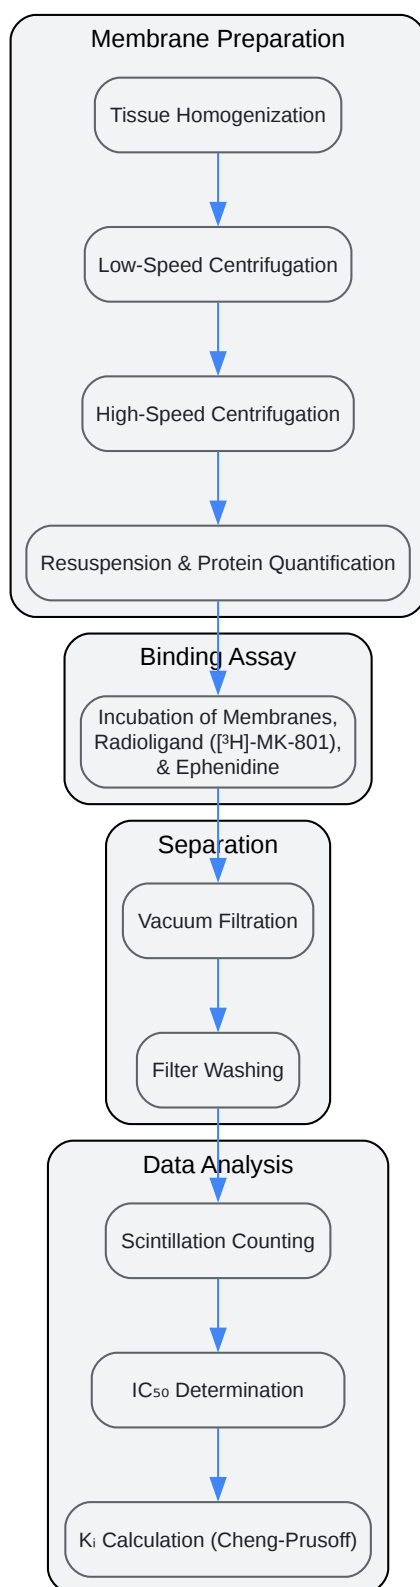 Membrane Preparation
Tissue Homogenization
Low-Speed Centrifugation
High-Speed Centrifugation
Resuspension & Protein Quantification
Binding Assay
Incubation of Membranes,
Radioligand ([³H]-MK-801),
& Ephenidine
Separation
Vacuum Filtration
Filter Washing
Data Analysis
Scintillation Counting
IC₅₀ Determination
Kᵢ Calculation (Cheng-Prusoff)